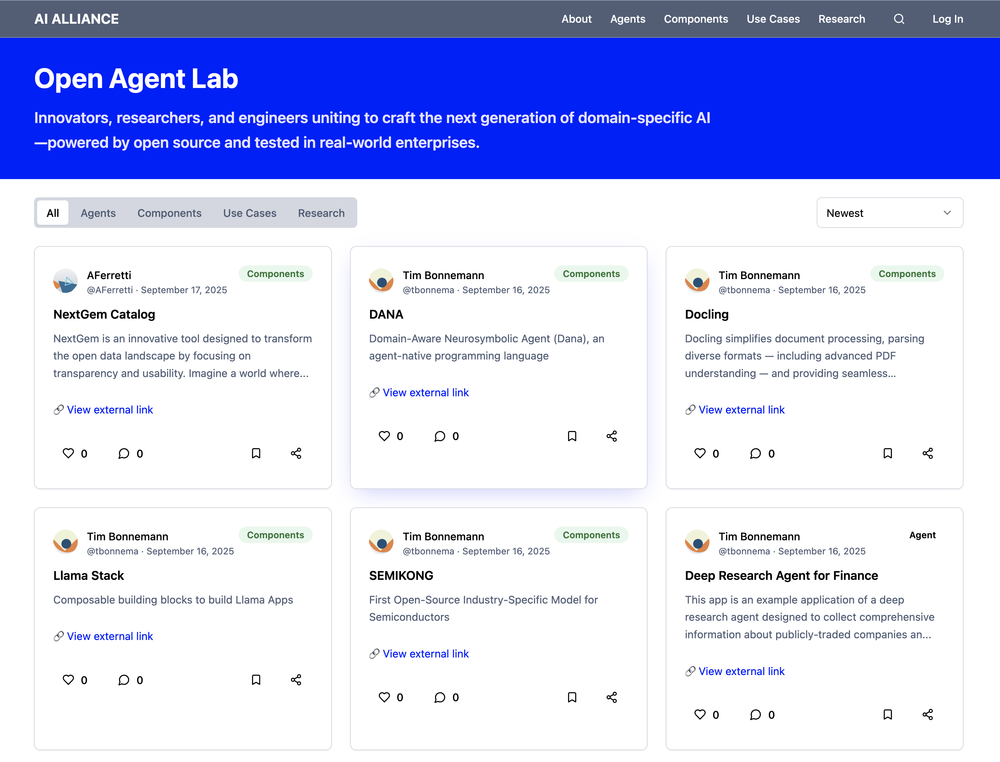 AI ALLIANCE
About
Agents
Components
Use Cases
Research
Log In
Open Agent Lab
Innovators, researchers, and engineers uniting to craft the next generation of domain-specific AI
—powered by open source and tested in real-world enterprises.
All
Agents
Components
Use Cases
Research
Newest
AFerretti
Components
@AFerretti · September 17, 2025
NextGem Catalog
NextGem is an innovative tool designed to transform
the open data landscape by focusing on
transparency and usability. Imagine a world where...
View external link
0
0
Tim Bonnemann
Components
@tbonnema · September 16, 2025
DANA
Domain-Aware Neurosymbolic Agent (Dana), an
agent-native programming language
View external link
0
0
Tim Bonnemann
Components
@tbonnema · September 16, 2025
Docling
Docling simplifies document processing, parsing
diverse formats — including advanced PDF
understanding — and providing seamless...
View external link
0
0
Tim Bonnemann
Components
@tbonnema · September 16, 2025
Llama Stack
Composable building blocks to build Llama Apps
View external link
0
0
Tim Bonnemann
Components
@tbonnema · September 16, 2025
SEMIKONG
First Open-Source Industry-Specific Model for
Semiconductors
View external link
0
0
Tim Bonnemann
Agent
@tbonnema · September 16, 2025
Deep Research Agent for Finance
This app is an example application of a deep
research agent designed to collect comprehensive
information about publicly-traded companies an...
View external link
0
0